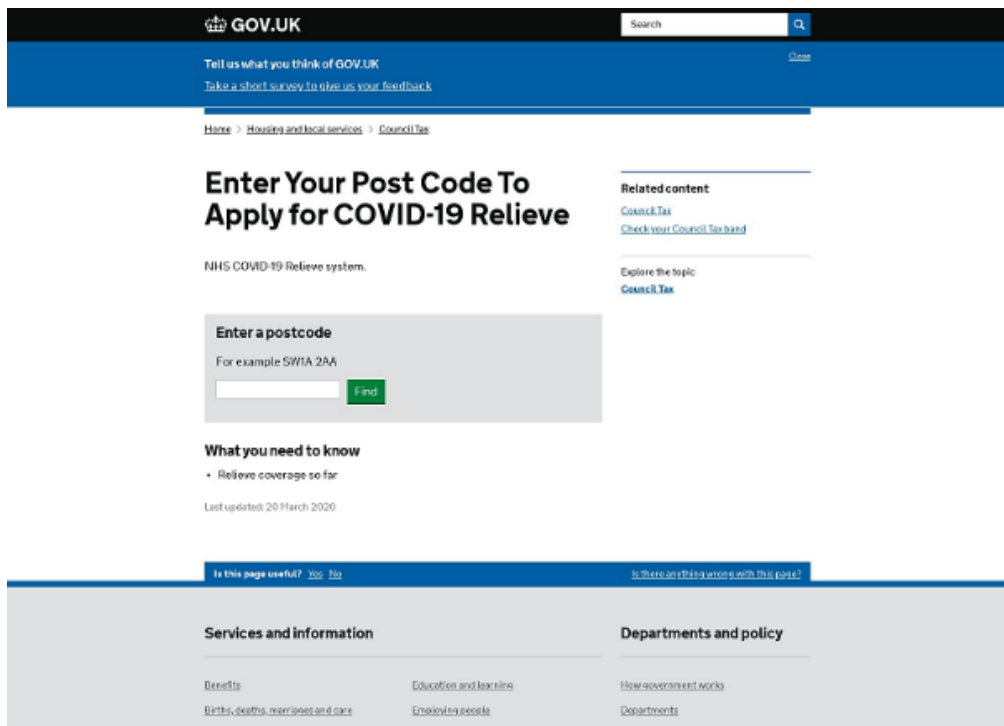 GOV.UK
Search
Tell us what you think of GOV.UK
Close
Take a short survey to give us your feedback
Home > Housing and local services > Council Tax
Enter Your Post Code To
Apply for COVID-19 Relieve
NHS COVID-19 Relieve system.
Enter a postcode
For example SW1A 2AA
Find
What you need to know
• Relieve coverage so far
Last updated: 20 March 2020
Related content
Council Tax
Check your Council Tax band
Explore the topic
Council Tax
Is this page useful? Yes No
Is there anything wrong with this page?
Services and information
Benefits
Births, deaths, marriages and care
Education and learning
Employing people
Departments and policy
How government works
Departments